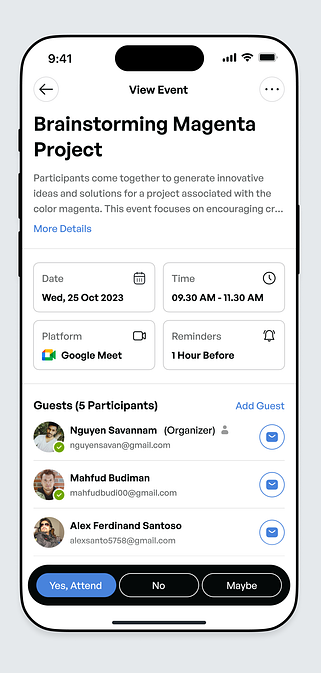 9:41
View Event
Brainstorming Magenta
Project
Participants come together to generate innovative
ideas and solutions for a project associated with the
color magenta. This event focuses on encouraging cr...
More Details
Date
Wed, 25 Oct 2023
Time
09.30 AM - 11.30 AM
Platform
Google Meet
Reminders
1 Hour Before
Guests (5 Participants)
Add Guest
Nguyen Savannam (Organizer)
nguyensavan@gmail.com
Mahfud Budiman
mahfudbudi00@gmail.com
Alex Ferdinand Santoso
alexsanto5758@gmail.com
Yes, Attend
No
Maybe